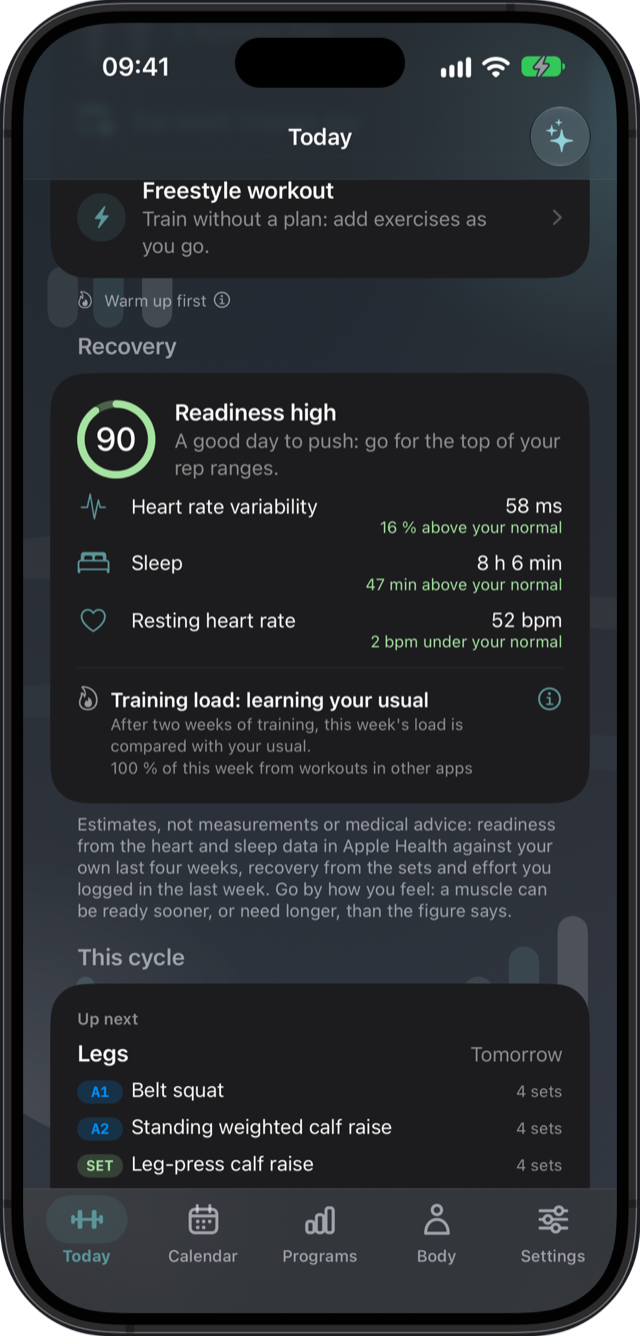 09:41
Today
Freestyle workout
Train without a plan: add exercises as
you go.
Warm up first
Recovery
90
Readiness high
A good day to push: go for the top of your
rep ranges.
Heart rate variability
58 ms
16 % above your normal
Sleep
8 h 6 min
47 min above your normal
Resting heart rate
52 bpm
2 bpm under your normal
Training load: learning your usual
After two weeks of training, this week's load is
compared with your usual.
100 % of this week from workouts in other apps
Estimates, not measurements or medical advice: readiness
from the heart and sleep data in Apple Health against your
own last four weeks, recovery from the sets and effort you
logged in the last week. Go by how you feel: a muscle can
be ready sooner, or need longer, than the figure says.
This cycle
Up next
Legs
Tomorrow
A1 Belt squat 4 sets
A2 Standing weighted calf raise 4 sets
SET Leg-press calf raise 4 sets
Today Calendar Programs Body Settings